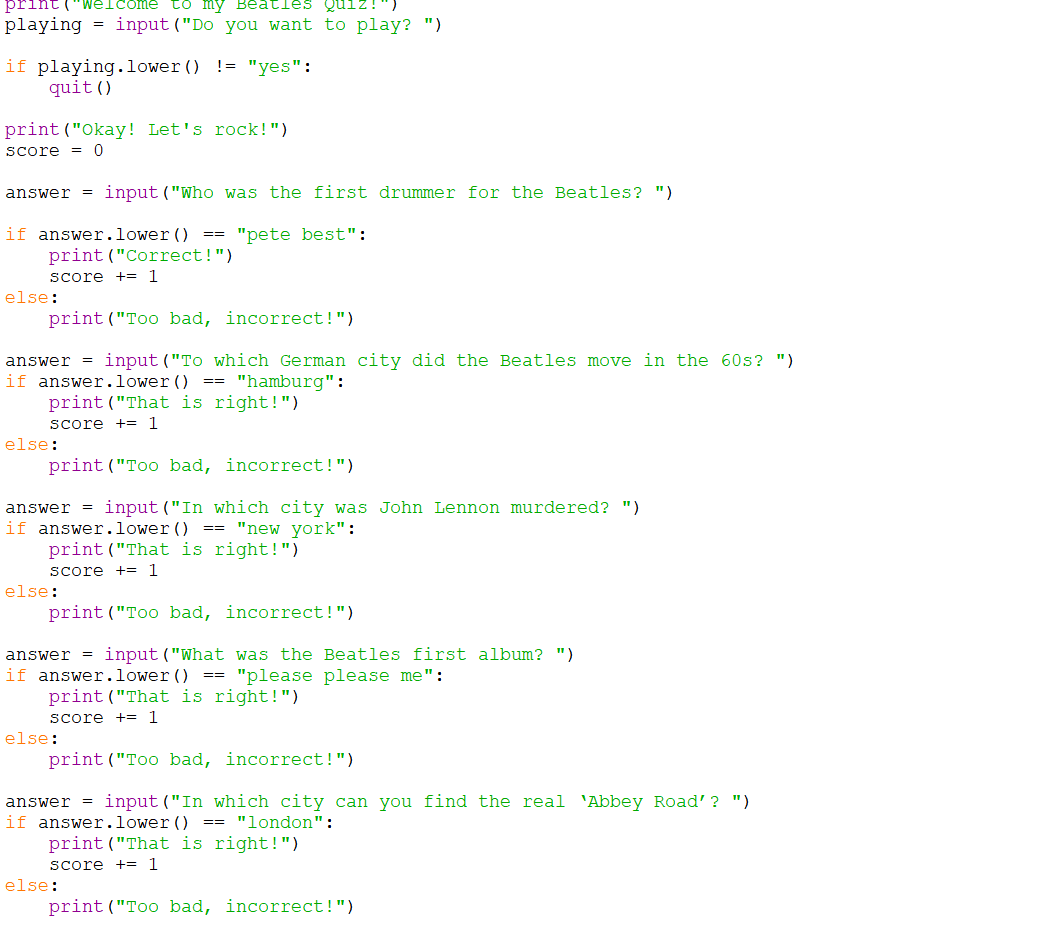 print("Welcome to my Beatles Quiz!")
playing = input("Do you want to play? ")

if playing.lower() != "yes":
    quit()

print("Okay! Let's rock!")
score = 0

answer = input("Who was the first drummer for the Beatles? ")

if answer.lower() == "pete best":
    print("Correct!")
    score += 1
else:
    print("Too bad, incorrect!")

answer = input("To which German city did the Beatles move in the 60s? ")
if answer.lower() == "hamburg":
    print("That is right!")
    score += 1
else:
    print("Too bad, incorrect!")

answer = input("In which city was John Lennon murdered? ")
if answer.lower() == "new york":
    print("That is right!")
    score += 1
else:
    print("Too bad, incorrect!")

answer = input("What was the Beatles first album? ")
if answer.lower() == "please please me":
    print("That is right!")
    score += 1
else:
    print("Too bad, incorrect!")

answer = input("In which city can you find the real ‘Abbey Road’? ")
if answer.lower() == "london":
    print("That is right!")
    score += 1
else:
    print("Too bad, incorrect!")